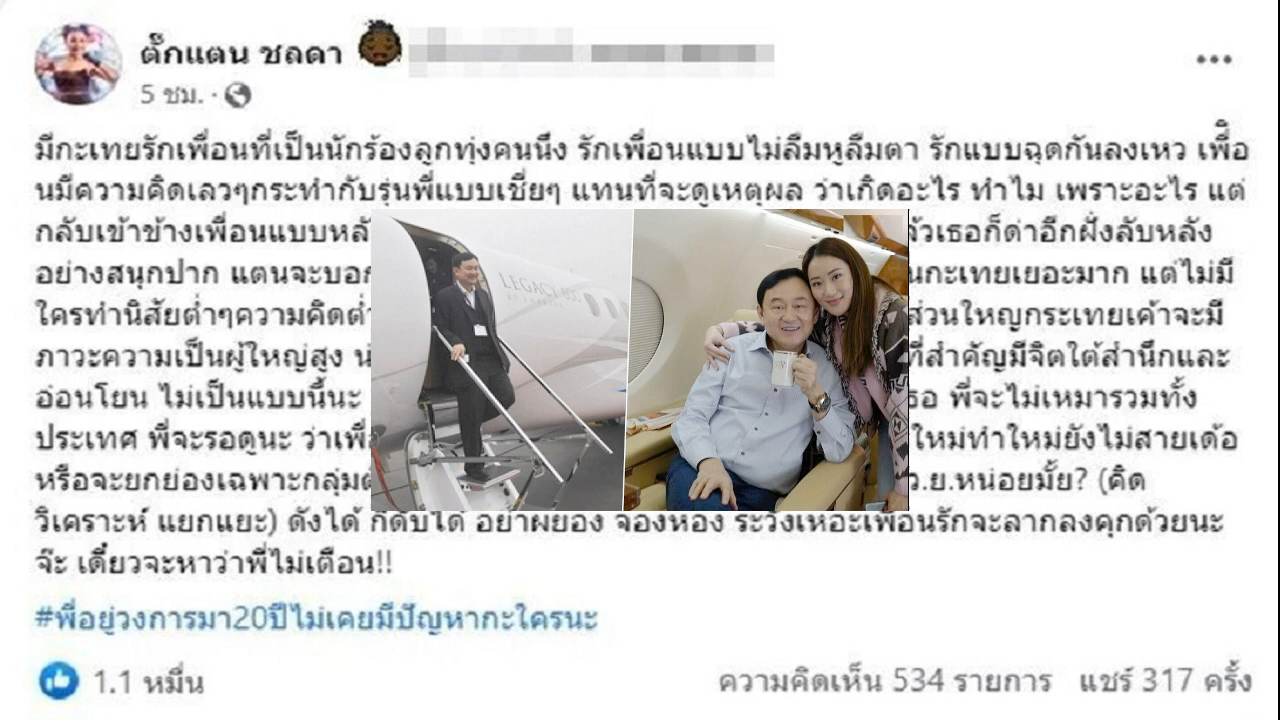 ตั๊กแตน ชลดา
5 ชม.
มีกะเทยรักเพื่อนที่เป็นนักร้องลูกทุ่งคนนึง รักเพื่อนแบบไม่ลืมหูลืมตา รักแบบฉุดกันลงเหว เพื่
อนมีความคิดเลวๆกระทำกับรุ่นพี่แบบเชี่ยๆ แทนที่จะดูเหตุผล ว่าเกิดอะไร ทำไม เพราะอะไร แต่
กลับเข้าข้างเพื่อนแบบหลั ล้วเธอก็ด่าอีกฝั่งลับหลัง
อย่างสนุกปาก แตนจะบอก นกะเทยเยอะมาก แต่ไม่มี
ใครทำนิสัยต่ำๆความคิดต่ำ ส่วนใหญ่กระเทยเค้าจะมี
ภาวะความเป็นผู้ใหญ่สูง ที่สำคัญมีจิตใต้สำนึกและ
LEGACY
อ่อนโยน ไม่เป็นแบบนี้นะ ธอ พี่จะไม่เหมารวมทั้ง
ประเทศ พี่จะรอดูนะ ว่าเพื่ ใหม่ทำใหม่ยังไม่สายเด้อ
หรือจะยกย่องเฉพาะกลุ่ม ว.ย.หน่อยมั้ย? (คิด
วิเคราะห์ แยกแยะ) ดังได้ ก็ดับได้ อย่าผยอง จองหอง ระวังเหอะเพื่อนรักจะลากลงคุกด้วยนะ
จ๊ะ เดี๋ยวจะหาว่าพี่ไม่เตือน!!
#พี่อยู่วงการมา20ปีไม่เคยมีปัญหากะใครนะ
1.1 หมื่น ความคิดเห็น 534 รายการ แชร์ 317 ครั้ง